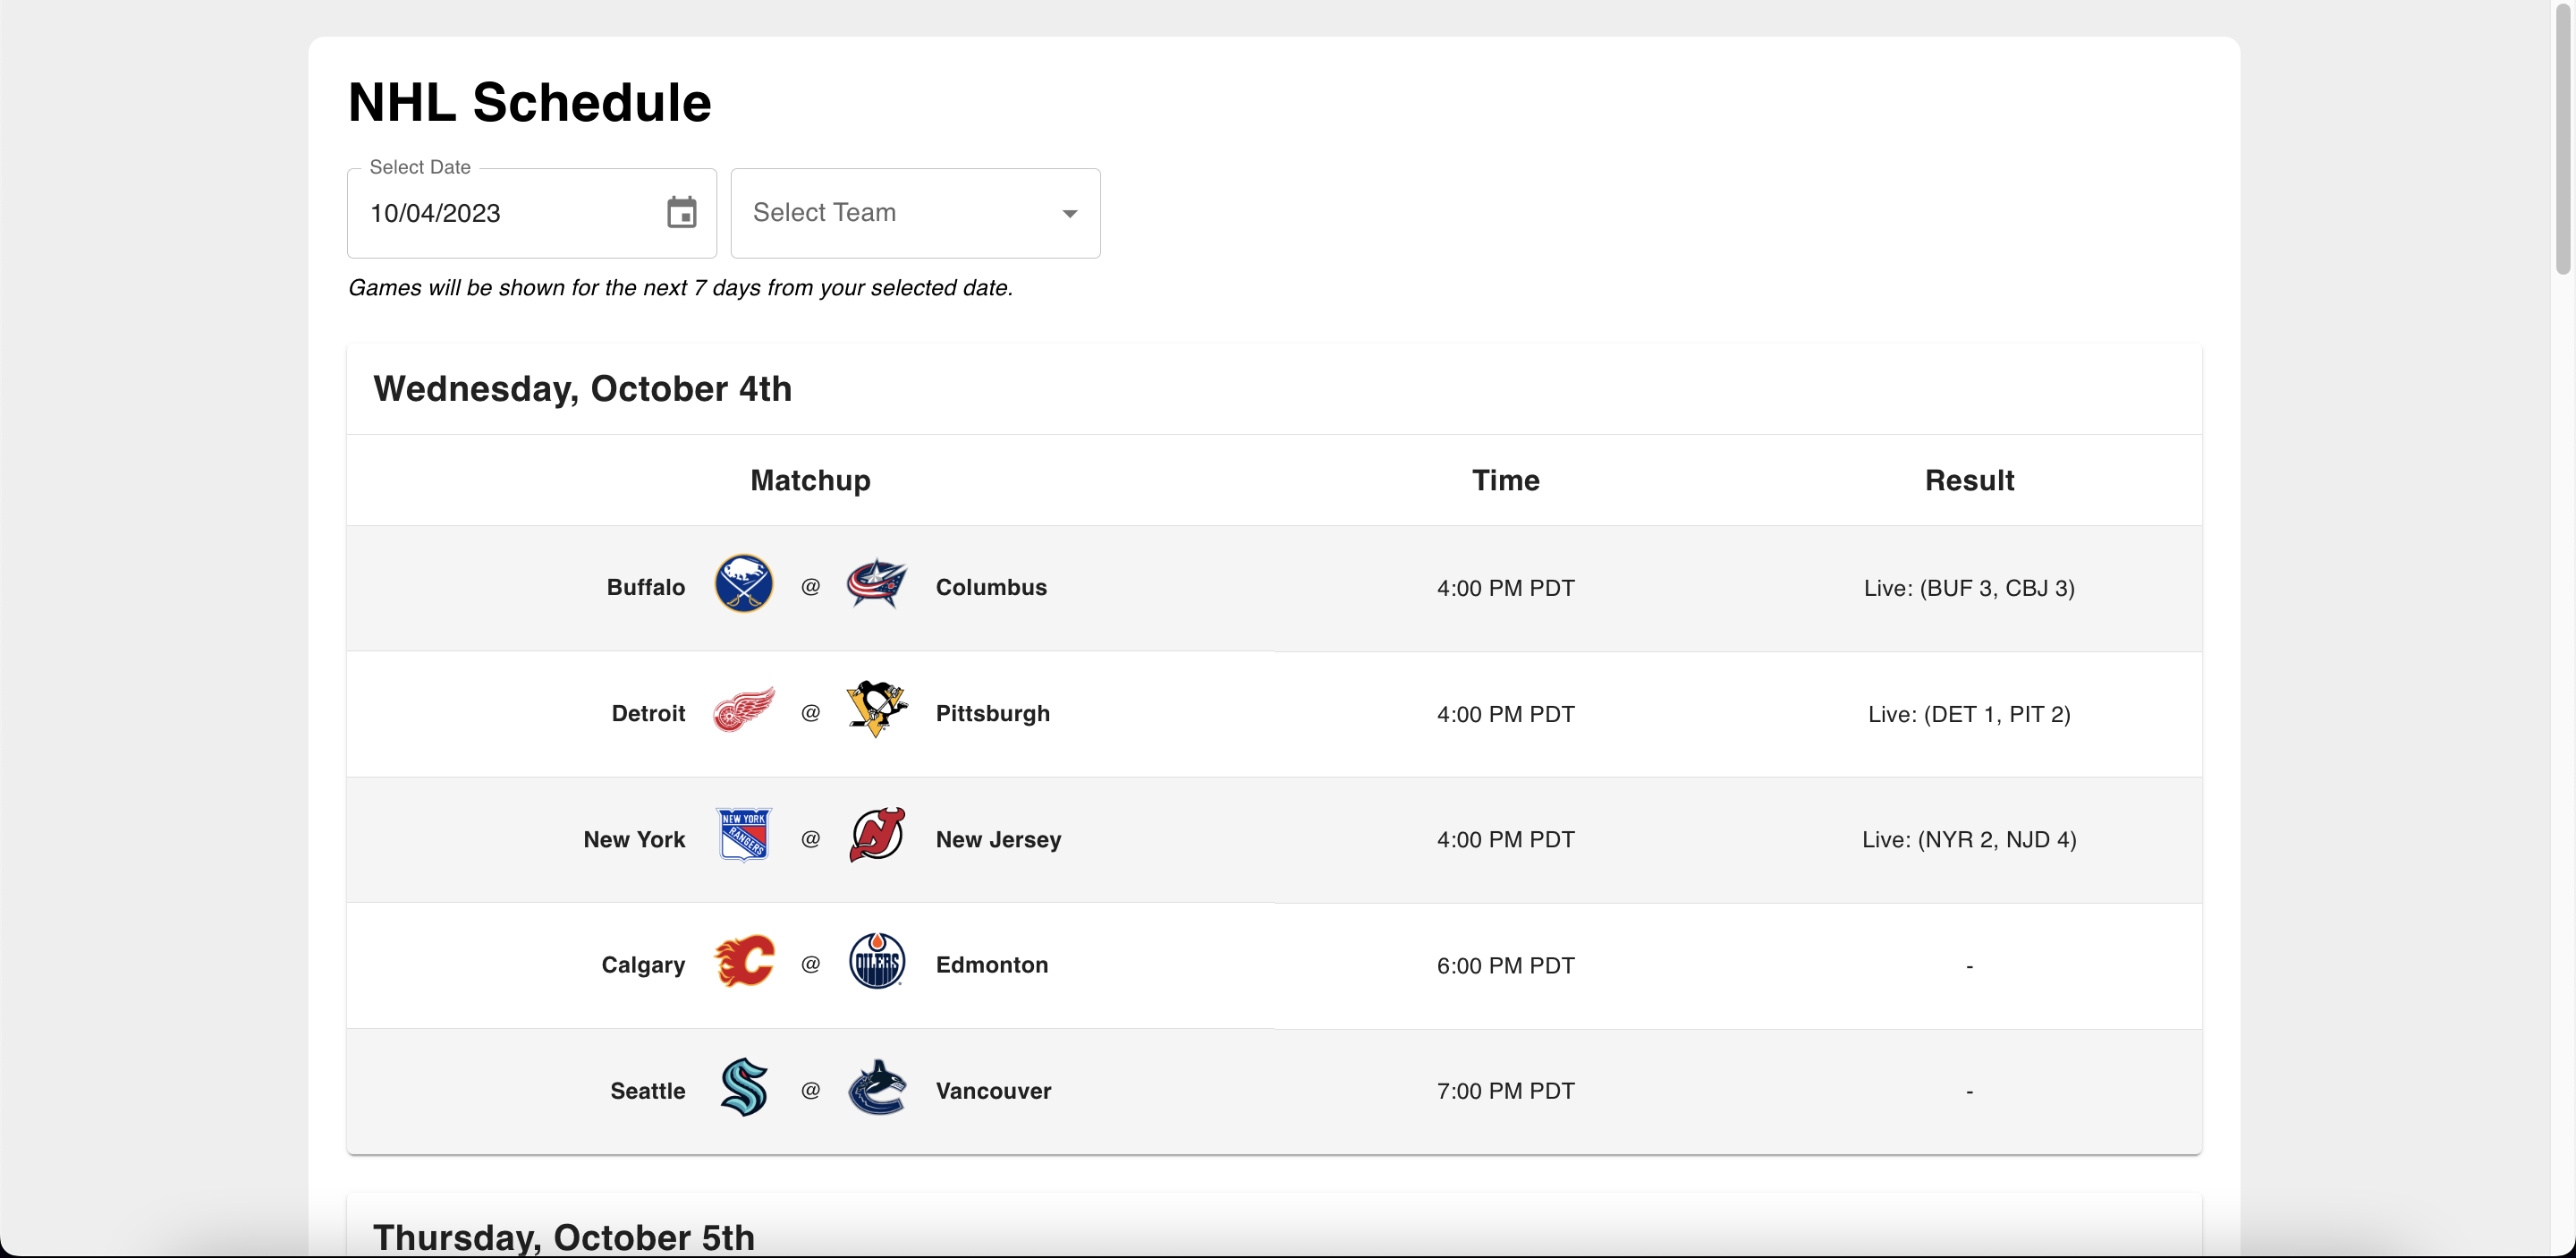 NHL Schedule
Select Date
10/04/2023
Select Team
Games will be shown for the next 7 days from your selected date.
Wednesday, October 4th
Matchup Time Result
Buffalo @ Columbus 4:00 PM PDT Live: (BUF 3, CBJ 3)
Detroit @ Pittsburgh 4:00 PM PDT Live: (DET 1, PIT 2)
New York NEW YORK RANGERS @ New Jersey 4:00 PM PDT Live: (NYR 2, NJD 4)
Calgary @ OILERS Edmonton 6:00 PM PDT -
Seattle @ Vancouver 7:00 PM PDT -
Thursday, October 5th